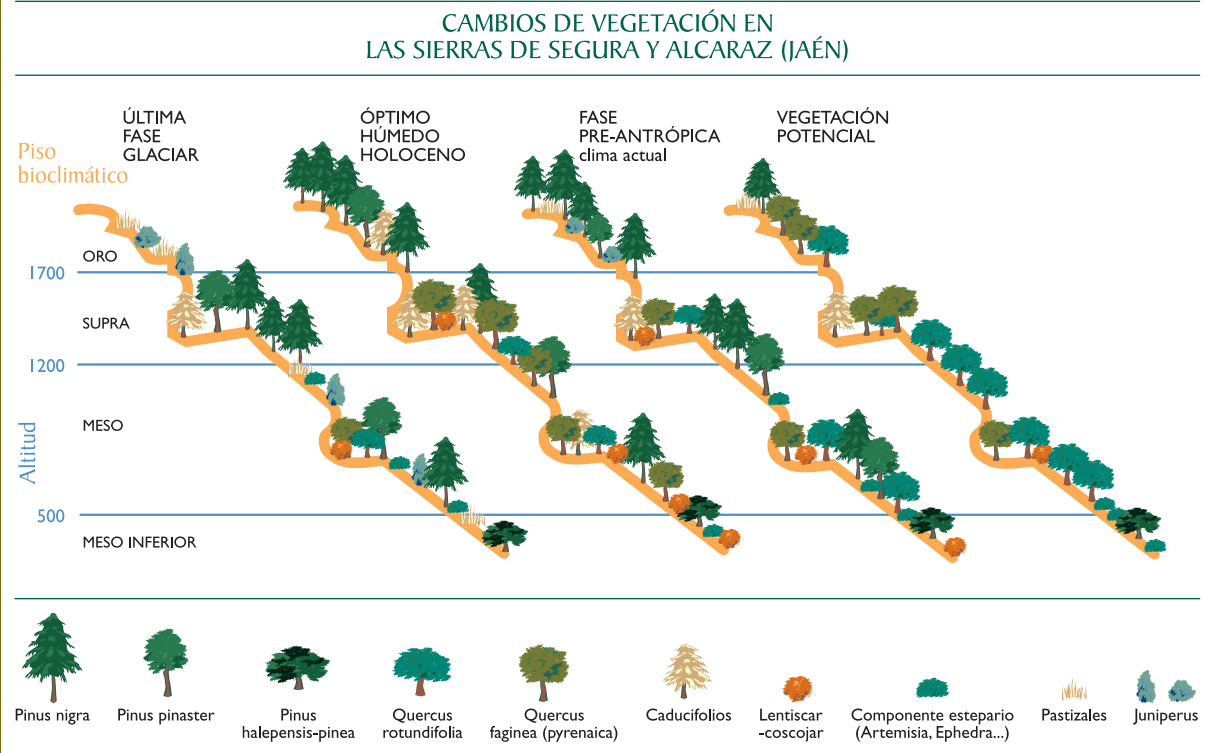 CAMBIOS DE VEGETACIÓN EN
LAS SIERRAS DE SEGURA Y ALCARAZ (JAÉN)
ÚLTIMA
FASE
GLACIAR
ÓPTIMO
HÚMEDO
HOLOCENO
FASE
PRE-ANTRÓPICA
clima actual
VEGETACIÓN
POTENCIAL
Piso
bioclimático
ORO
1700
SUPRA
1200
MESO
Altitud
500
MESO INFERIOR
Pinus nigra
Pinus pinaster
Pinus
halepensis-pinea
Quercus
rotundifolia
Quercus
faginea (pyrenaica)
Caducifolios
Lentiscar
-coscojar
Componente estepario
(Artemisia, Ephedra...)
Pastizales
Juniperus